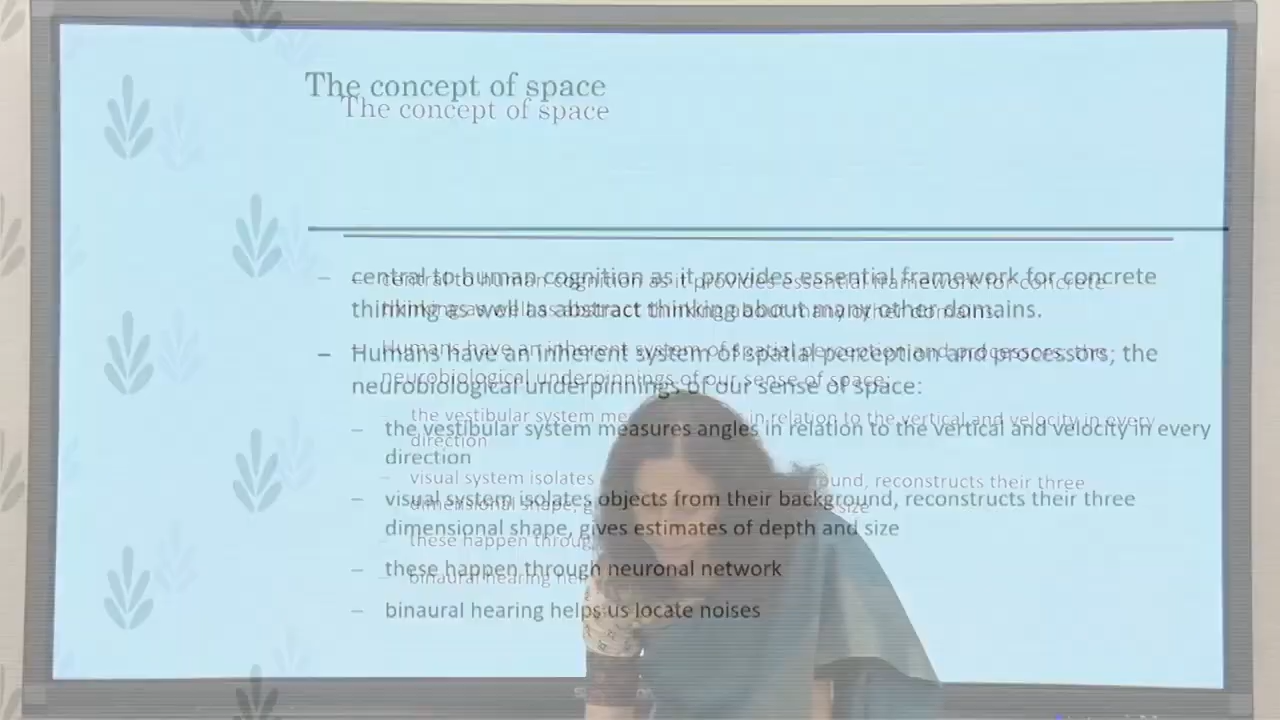 The concept of space
The concept of space
– central to human cognition as it provides essential framework for concrete
thinking as well as abstract thinking about many other domains.
– Humans have an inherent system of spatial perception and processors; the
neurobiological underpinnings of our sense of space:
– the vestibular system measures angles in relation to the vertical and velocity in every
direction
– visual system isolates objects from their background, reconstructs their three
dimensional shape, gives estimates of depth and size
– these happen through neuronal network
– binaural hearing helps us locate noises